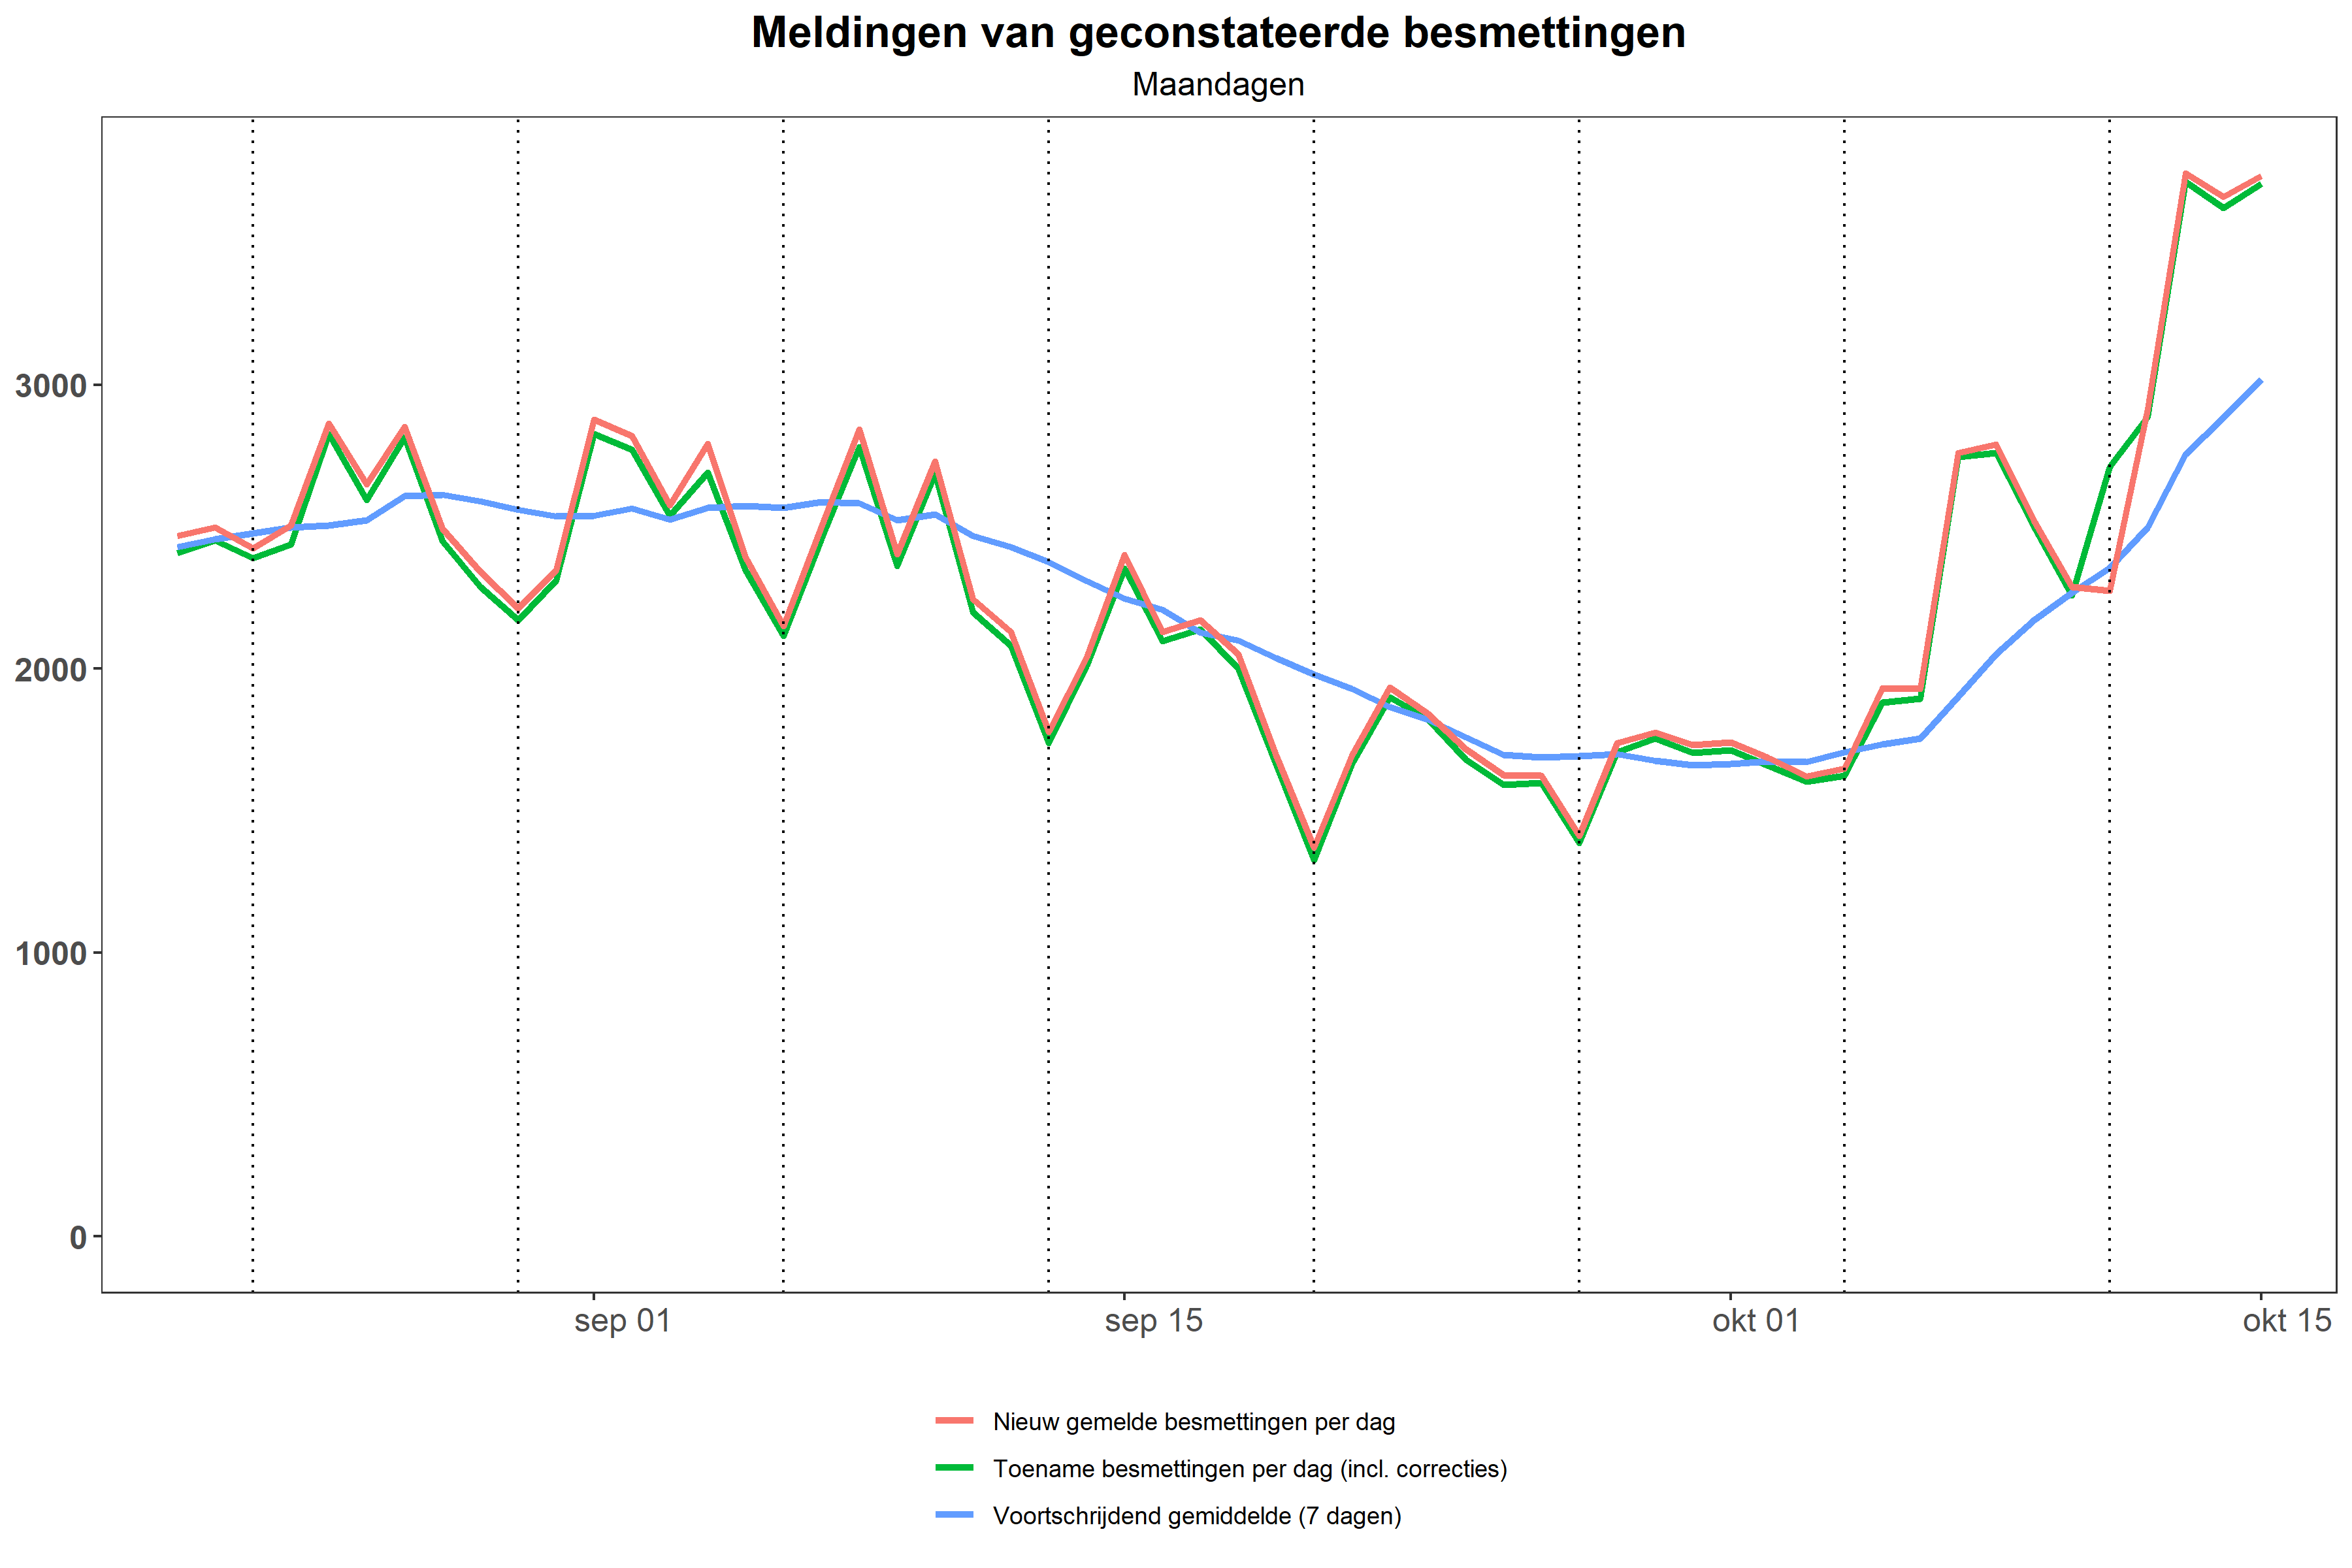 Meldingen van geconstateerde besmettingen
Maandagen
3000
2000
1000
0
sep 01
sep 15
okt 01
okt 15
Nieuw gemelde besmettingen per dag
Toename besmettingen per dag (incl. correcties)
Voortschrijdend gemiddelde (7 dagen)